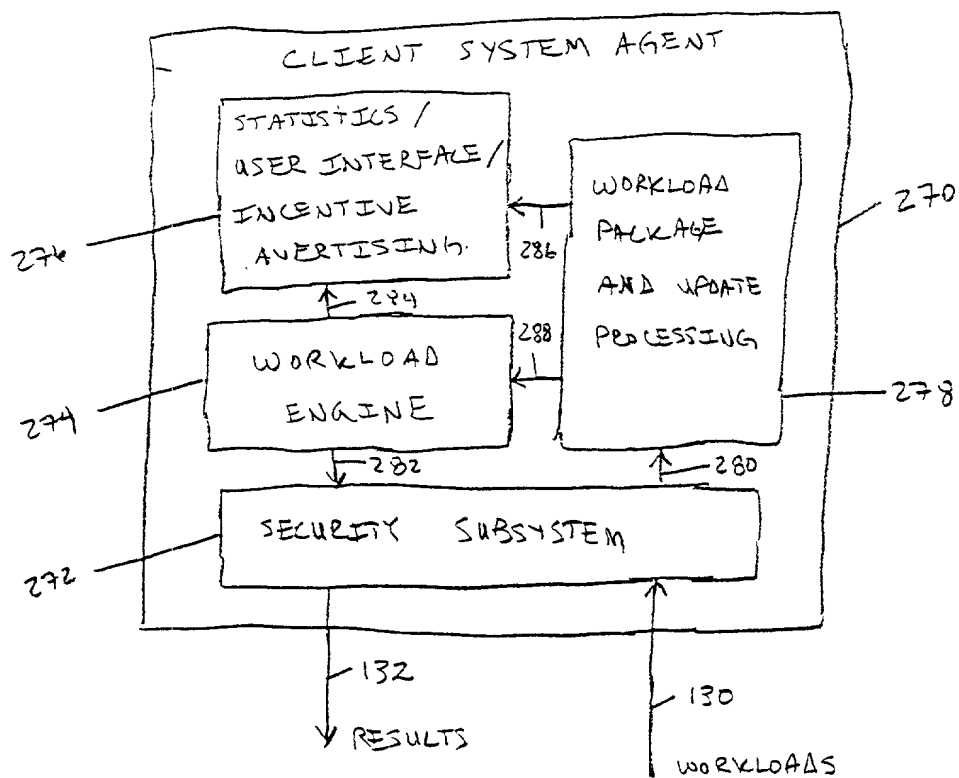 CLIENT SYSTEM AGENT
STATISTICS /
USER INTERFACE /
INCENTIVE
AVERTISING.
276
WORKLOAD
PACKAGE
AND UPDATE
PROCESSING
270
286
284
288
WORKLOAD
ENGINE
274
278
282
280
SECURITY SUBSYSTEM
272
132
130
RESULTS
WORKLOADS